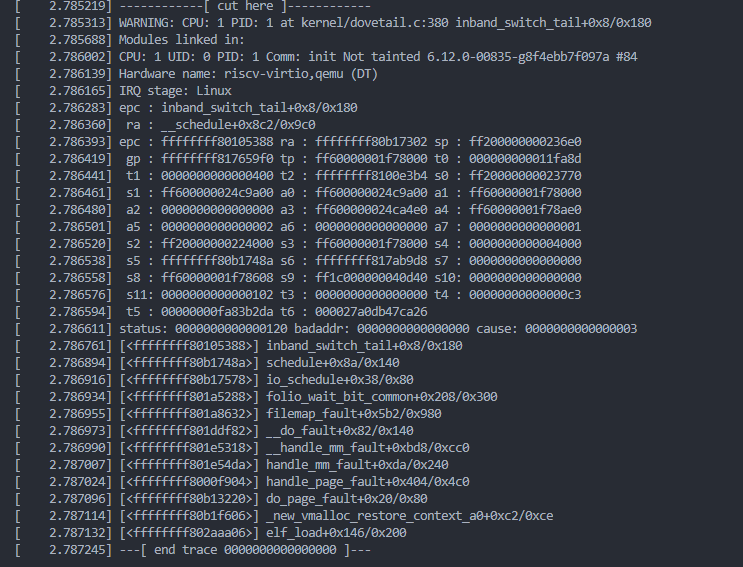 [    2.785219] ------------[ cut here ]------------
[    2.785313] WARNING: CPU: 1 PID: 1 at kernel/dovetail.c:380 inband_switch_tail+0x8/0x180
[    2.785688] Modules linked in:
[    2.786002] CPU: 1 UID: 0 PID: 1 Comm: init Not tainted 6.12.0-00835-g8f4ebb7f097a #84
[    2.786139] Hardware name: riscv-virtio,qemu (DT)
[    2.786165] IRQ stage: Linux
[    2.786283] epc : inband_switch_tail+0x8/0x180
[    2.786360]  ra : __schedule+0x8c2/0x9c0
[    2.786393] epc : ffffffff80105388 ra : ffffffff80b17302 sp : ff200000000236e0
[    2.786419]  gp : ffffffff817659f0 tp : ff60000001f78000 t0 : 000000000011fa8d
[    2.786441]  t1 : 0000000000000400 t2 : ffffffff8100e3b4 s0 : ff20000000023770
[    2.786461]  s1 : ff600000024c9a00 a0 : ff600000024c9a00 a1 : ff60000001f78000
[    2.786480]  a2 : 0000000000000000 a3 : ff600000024ca4e0 a4 : ff60000001f78ae0
[    2.786501]  a5 : 0000000000000002 a6 : 0000000000000000 a7 : 0000000000000001
[    2.786520]  s2 : ff20000000224000 s3 : ff60000001f78000 s4 : 0000000000004000
[    2.786538]  s5 : ffffffff80b1748a s6 : ffffffff817ab9d8 s7 : 0000000000000000
[    2.786558]  s8 : ff60000001f78608 s9 : ff1c000000040d40 s10: 0000000000000000
[    2.786576]  s11: 0000000000000102 t3 : 0000000000000000 t4 : 00000000000000c3
[    2.786594]  t5 : 00000000fa83b2da t6 : 000027a0db47ca26
[    2.786611] status: 0000000000000120 badaddr: 0000000000000000 cause: 0000000000000003
[    2.786761] [<ffffffff80105388>] inband_switch_tail+0x8/0x180
[    2.786894] [<ffffffff80b1748a>] schedule+0x8a/0x140
[    2.786916] [<ffffffff80b17578>] io_schedule+0x38/0x80
[    2.786934] [<ffffffff801a5288>] folio_wait_bit_common+0x208/0x300
[    2.786955] [<ffffffff801a8632>] filemap_fault+0x5b2/0x980
[    2.786973] [<ffffffff801ddf82>] __do_fault+0x82/0x140
[    2.786990] [<ffffffff801e5318>] __handle_mm_fault+0xbd8/0xcc0
[    2.787007] [<ffffffff801e54da>] handle_mm_fault+0xda/0x240
[    2.787024] [<ffffffff8000f904>] handle_page_fault+0x404/0x4c0
[    2.787096] [<ffffffff80b13220>] do_page_fault+0x20/0x80
[    2.787114] [<ffffffff80b1f606>] _new_vmalloc_restore_context_a0+0xc2/0xce
[    2.787132] [<ffffffff802aaa06>] elf_load+0x146/0x200
[    2.787245] ---[ end trace 0000000000000000 ]---